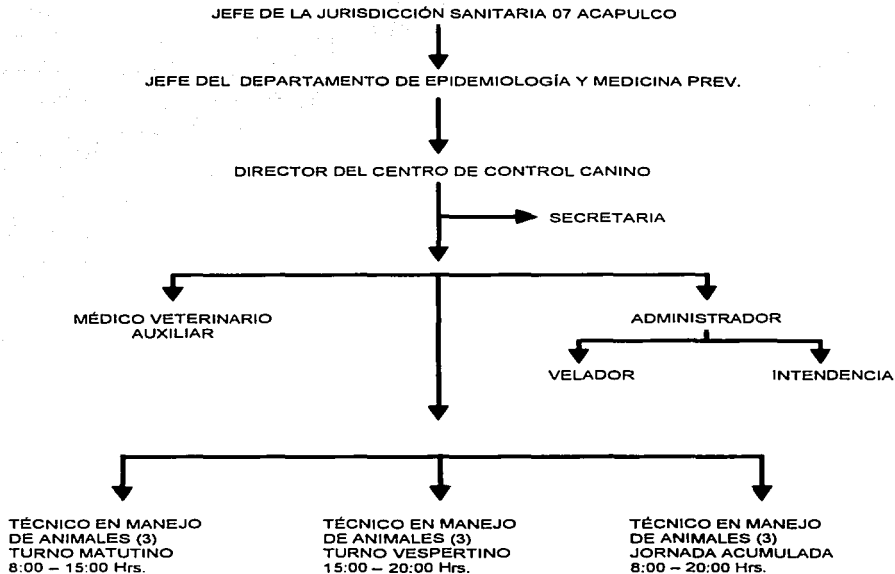 JEFE DE LA JURISDICCIÓN SANITARIA 07 ACAPULCO
JEFE DEL DEPARTAMENTO DE EPIDEMIOLOGÍA Y MEDICINA PREV.
DIRECTOR DEL CENTRO DE CONTROL CANINO
SECRETARIA
MÉDICO VETERINARIO
AUXILIAR
ADMINISTRADOR
VELADOR
INTENDENCIA
TÉCNICO EN MANEJO
DE ANIMALES (3)
TURNO MATUTINO
8:00 – 15:00 Hrs.
TÉCNICO EN MANEJO
DE ANIMALES (3)
TURNO VESPERTINO
15:00 – 20:00 Hrs.
TÉCNICO EN MANEJO
DE ANIMALES (3)
JORNADA ACUMULADA
8:00 – 20:00 Hrs.